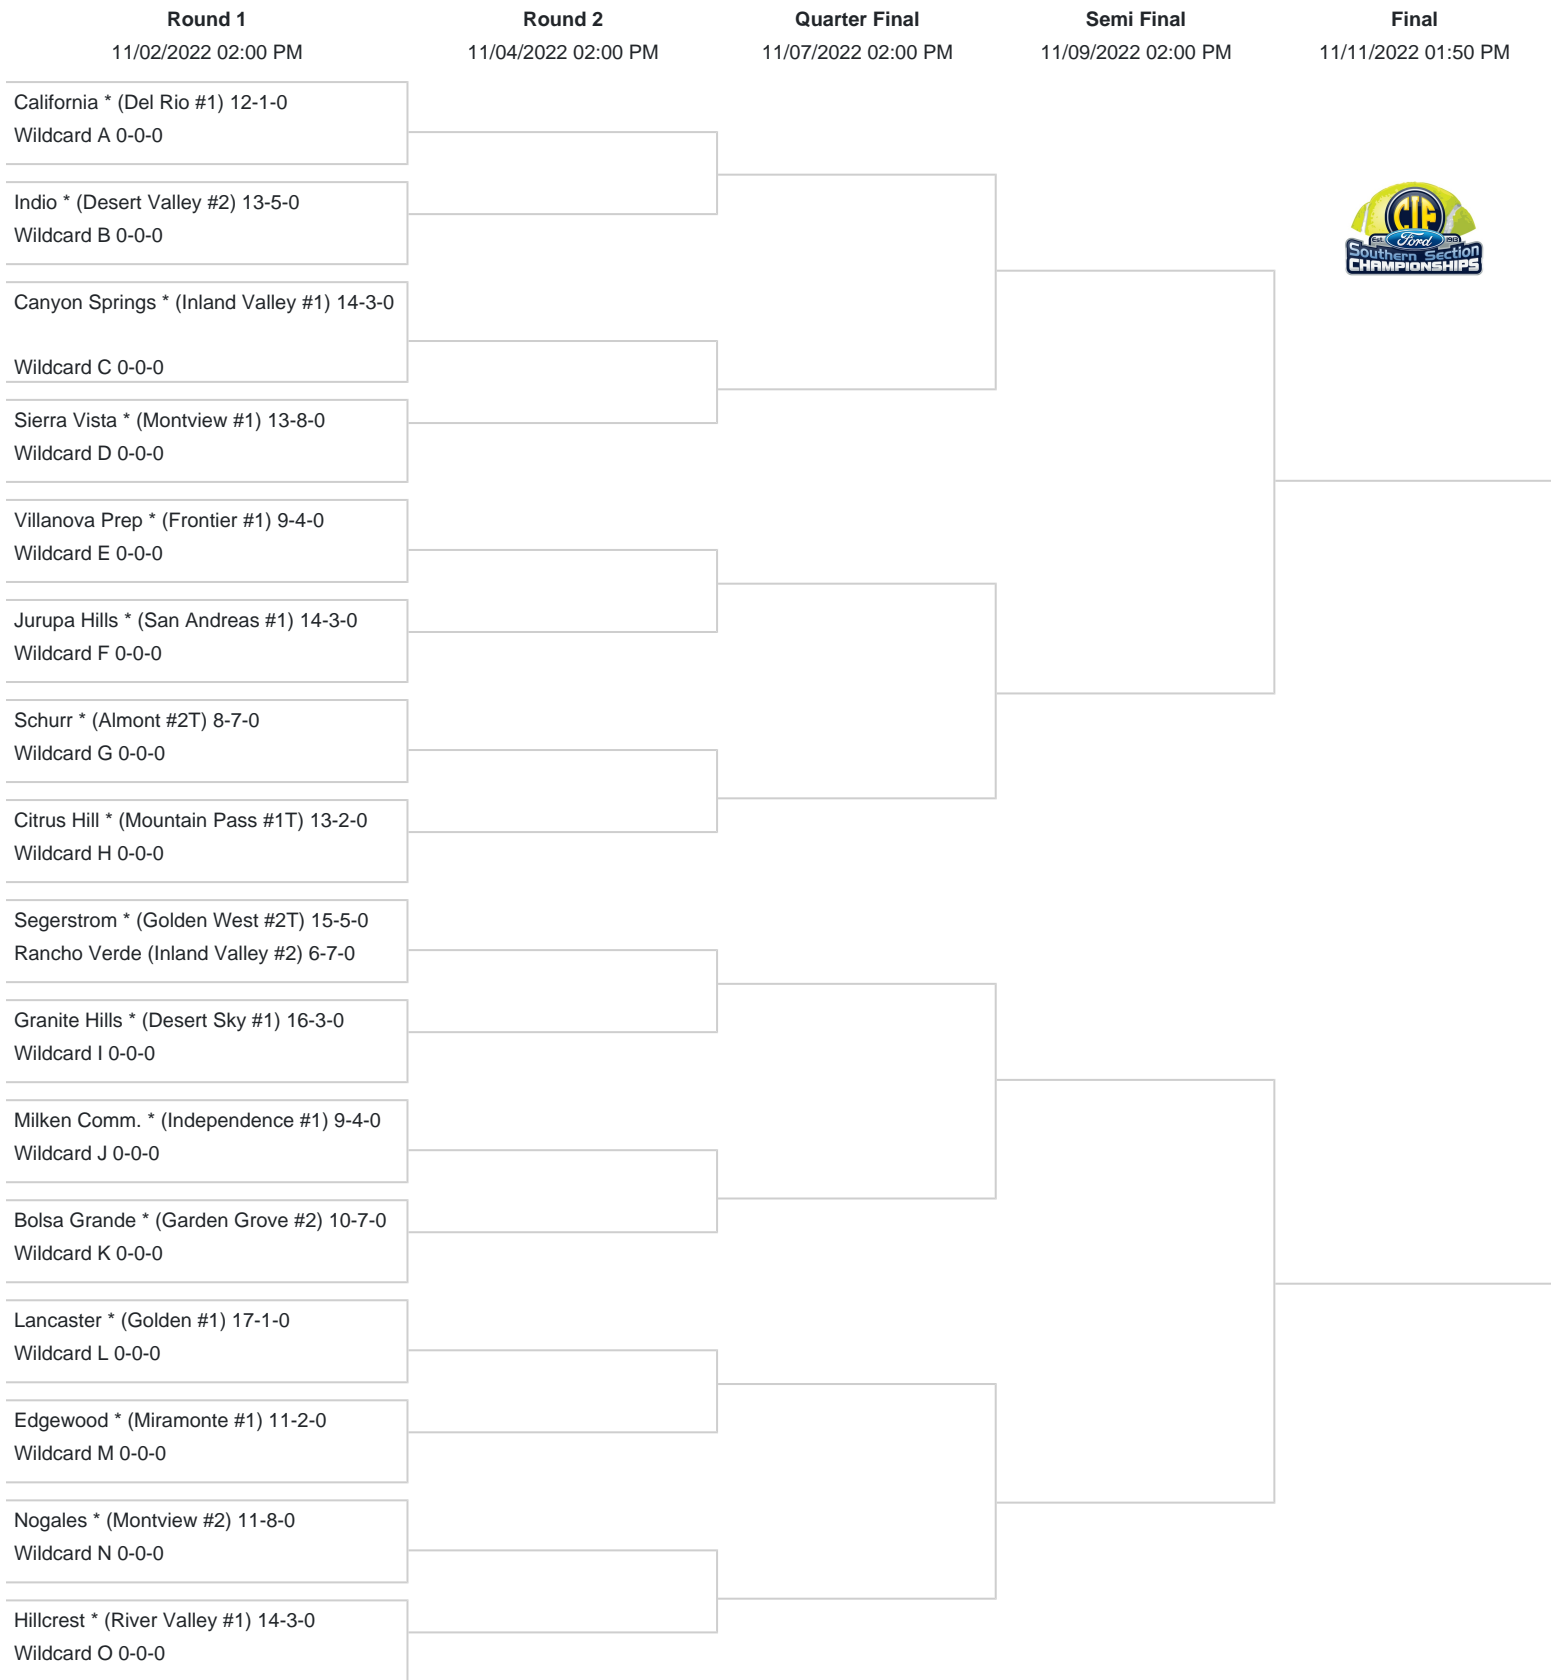 Round 1
11/02/2022 02:00 PM
Round 2
11/04/2022 02:00 PM
Quarter Final
11/07/2022 02:00 PM
Semi Final
11/09/2022 02:00 PM
Final
11/11/2022 01:50 PM
California * (Del Rio #1) 12-1-0
Wildcard A 0-0-0
Indio * (Desert Valley #2) 13-5-0
Wildcard B 0-0-0
Canyon Springs * (Inland Valley #1) 14-3-0
Wildcard C 0-0-0
Sierra Vista * (Montview #1) 13-8-0
Wildcard D 0-0-0
Villanova Prep * (Frontier #1) 9-4-0
Wildcard E 0-0-0
Jurupa Hills * (San Andreas #1) 14-3-0
Wildcard F 0-0-0
Schurr * (Almont #2T) 8-7-0
Wildcard G 0-0-0
Citrus Hill * (Mountain Pass #1T) 13-2-0
Wildcard H 0-0-0
Segerstrom * (Golden West #2T) 15-5-0
Rancho Verde (Inland Valley #2) 6-7-0
Granite Hills * (Desert Sky #1) 16-3-0
Wildcard I 0-0-0
Milken Comm. * (Independence #1) 9-4-0
Wildcard J 0-0-0
Bolsa Grande * (Garden Grove #2) 10-7-0
Wildcard K 0-0-0
Lancaster * (Golden #1) 17-1-0
Wildcard L 0-0-0
Edgewood * (Miramonte #1) 11-2-0
Wildcard M 0-0-0
Nogales * (Montview #2) 11-8-0
Wildcard N 0-0-0
Hillcrest * (River Valley #1) 14-3-0
Wildcard O 0-0-0
CIF
Est. Ford
Southern Section
CHAMPIONSHIPS